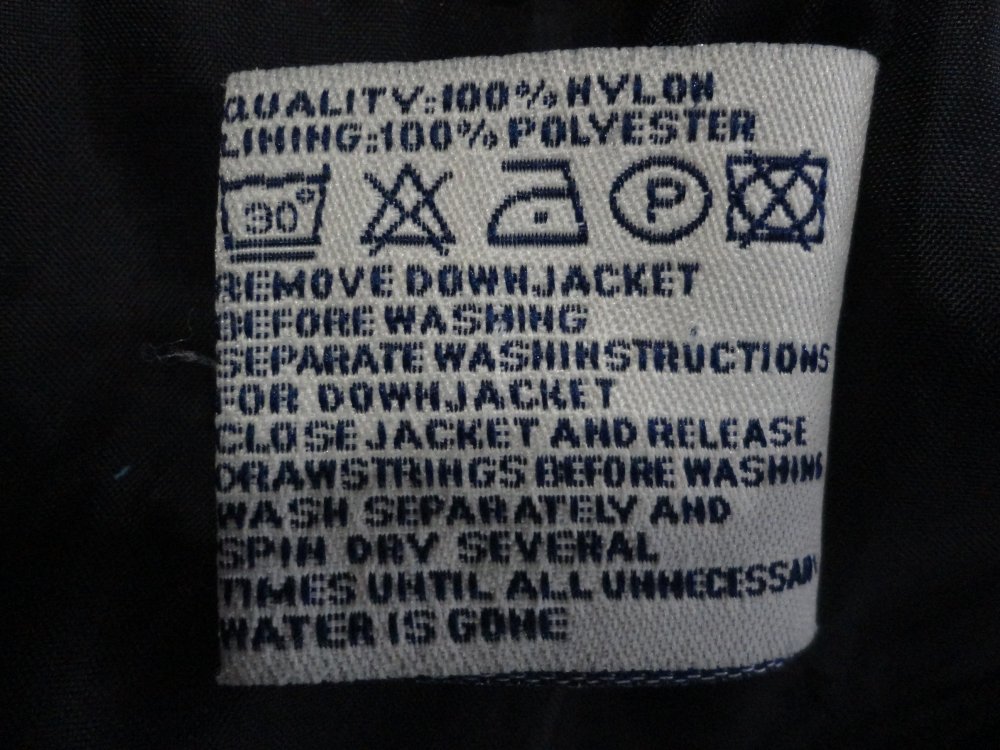 QUALITY:100% NYLON
LINING:100% POLYESTER
30° P
REMOVE DOWNJACKET
BEFORE WASHING
SEPARATE WASHINSTRUCTIONS
FOR DOWNJACKET
CLOSE JACKET AND RELEASE
DRAWSTRINGS BEFORE WASHING
WASH SEPARATELY AND
SPIN DRY SEVERAL
TIMES UNTIL ALL UNNECESSARY
WATER IS GONE